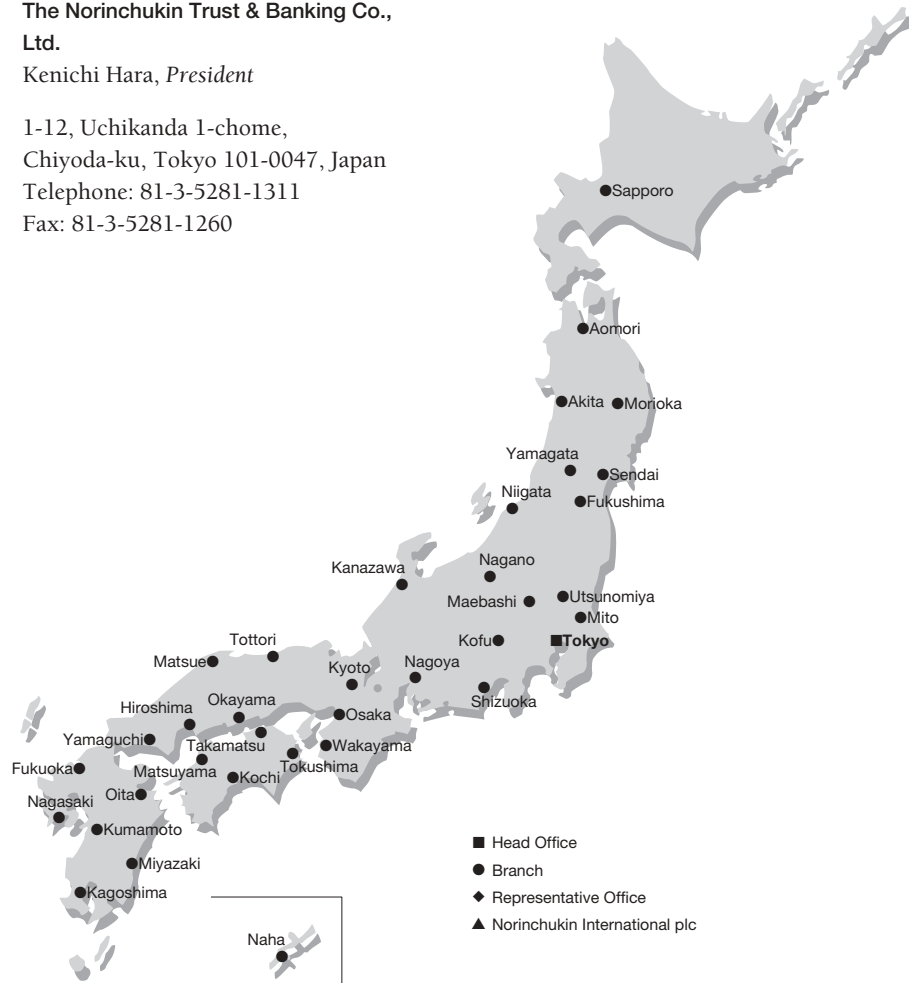 The Norinchukin Trust & Banking Co.,
Ltd.
Kenichi Hara, President
1-12, Uchikanda 1-chome,
Chiyoda-ku, Tokyo 101-0047, Japan
Telephone: 81-3-5281-1311
Fax: 81-3-5281-1260
Sapporo
Aomori
Akita
Morioka
Yamagata
Sendai
Niigata
Fukushima
Kanazawa
Nagano
Maebashi
Utsunomiya
Mito
Kofu
Tokyo
Tottori
Matsue
Kyoto
Nagoya
Shizuoka
Hiroshima
Okayama
Osaka
Yamaguchi
Takamatsu
Wakayama
Fukuoka
Matsuyama
Kochi
Tokushima
Nagasaki
Oita
Kumamoto
Miyazaki
Kagoshima
Naha
Head Office
Branch
Representative Office
Norinchukin International plc